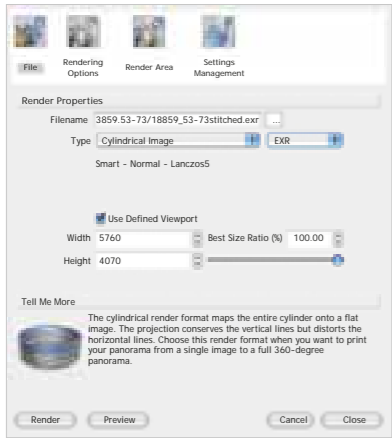 File
Rendering Options
Render Area
Settings Management
Render Properties
Filename 3859.53-73/18859_53-73stitched.exr ...
Type Cylindrical Image EXR
Smart - Normal - Lanczos5
Use Defined Viewport
Width 5760 Best Size Ratio (%) 100.00
Height 4070
Tell Me More
The cylindrical render format maps the entire cylinder onto a flat
image. The projection conserves the vertical lines but distorts the
horizontal lines. Choose this render format when you want to print
your panorama from a single image to a full 360-degree
panorama.
Render Preview Cancel Close